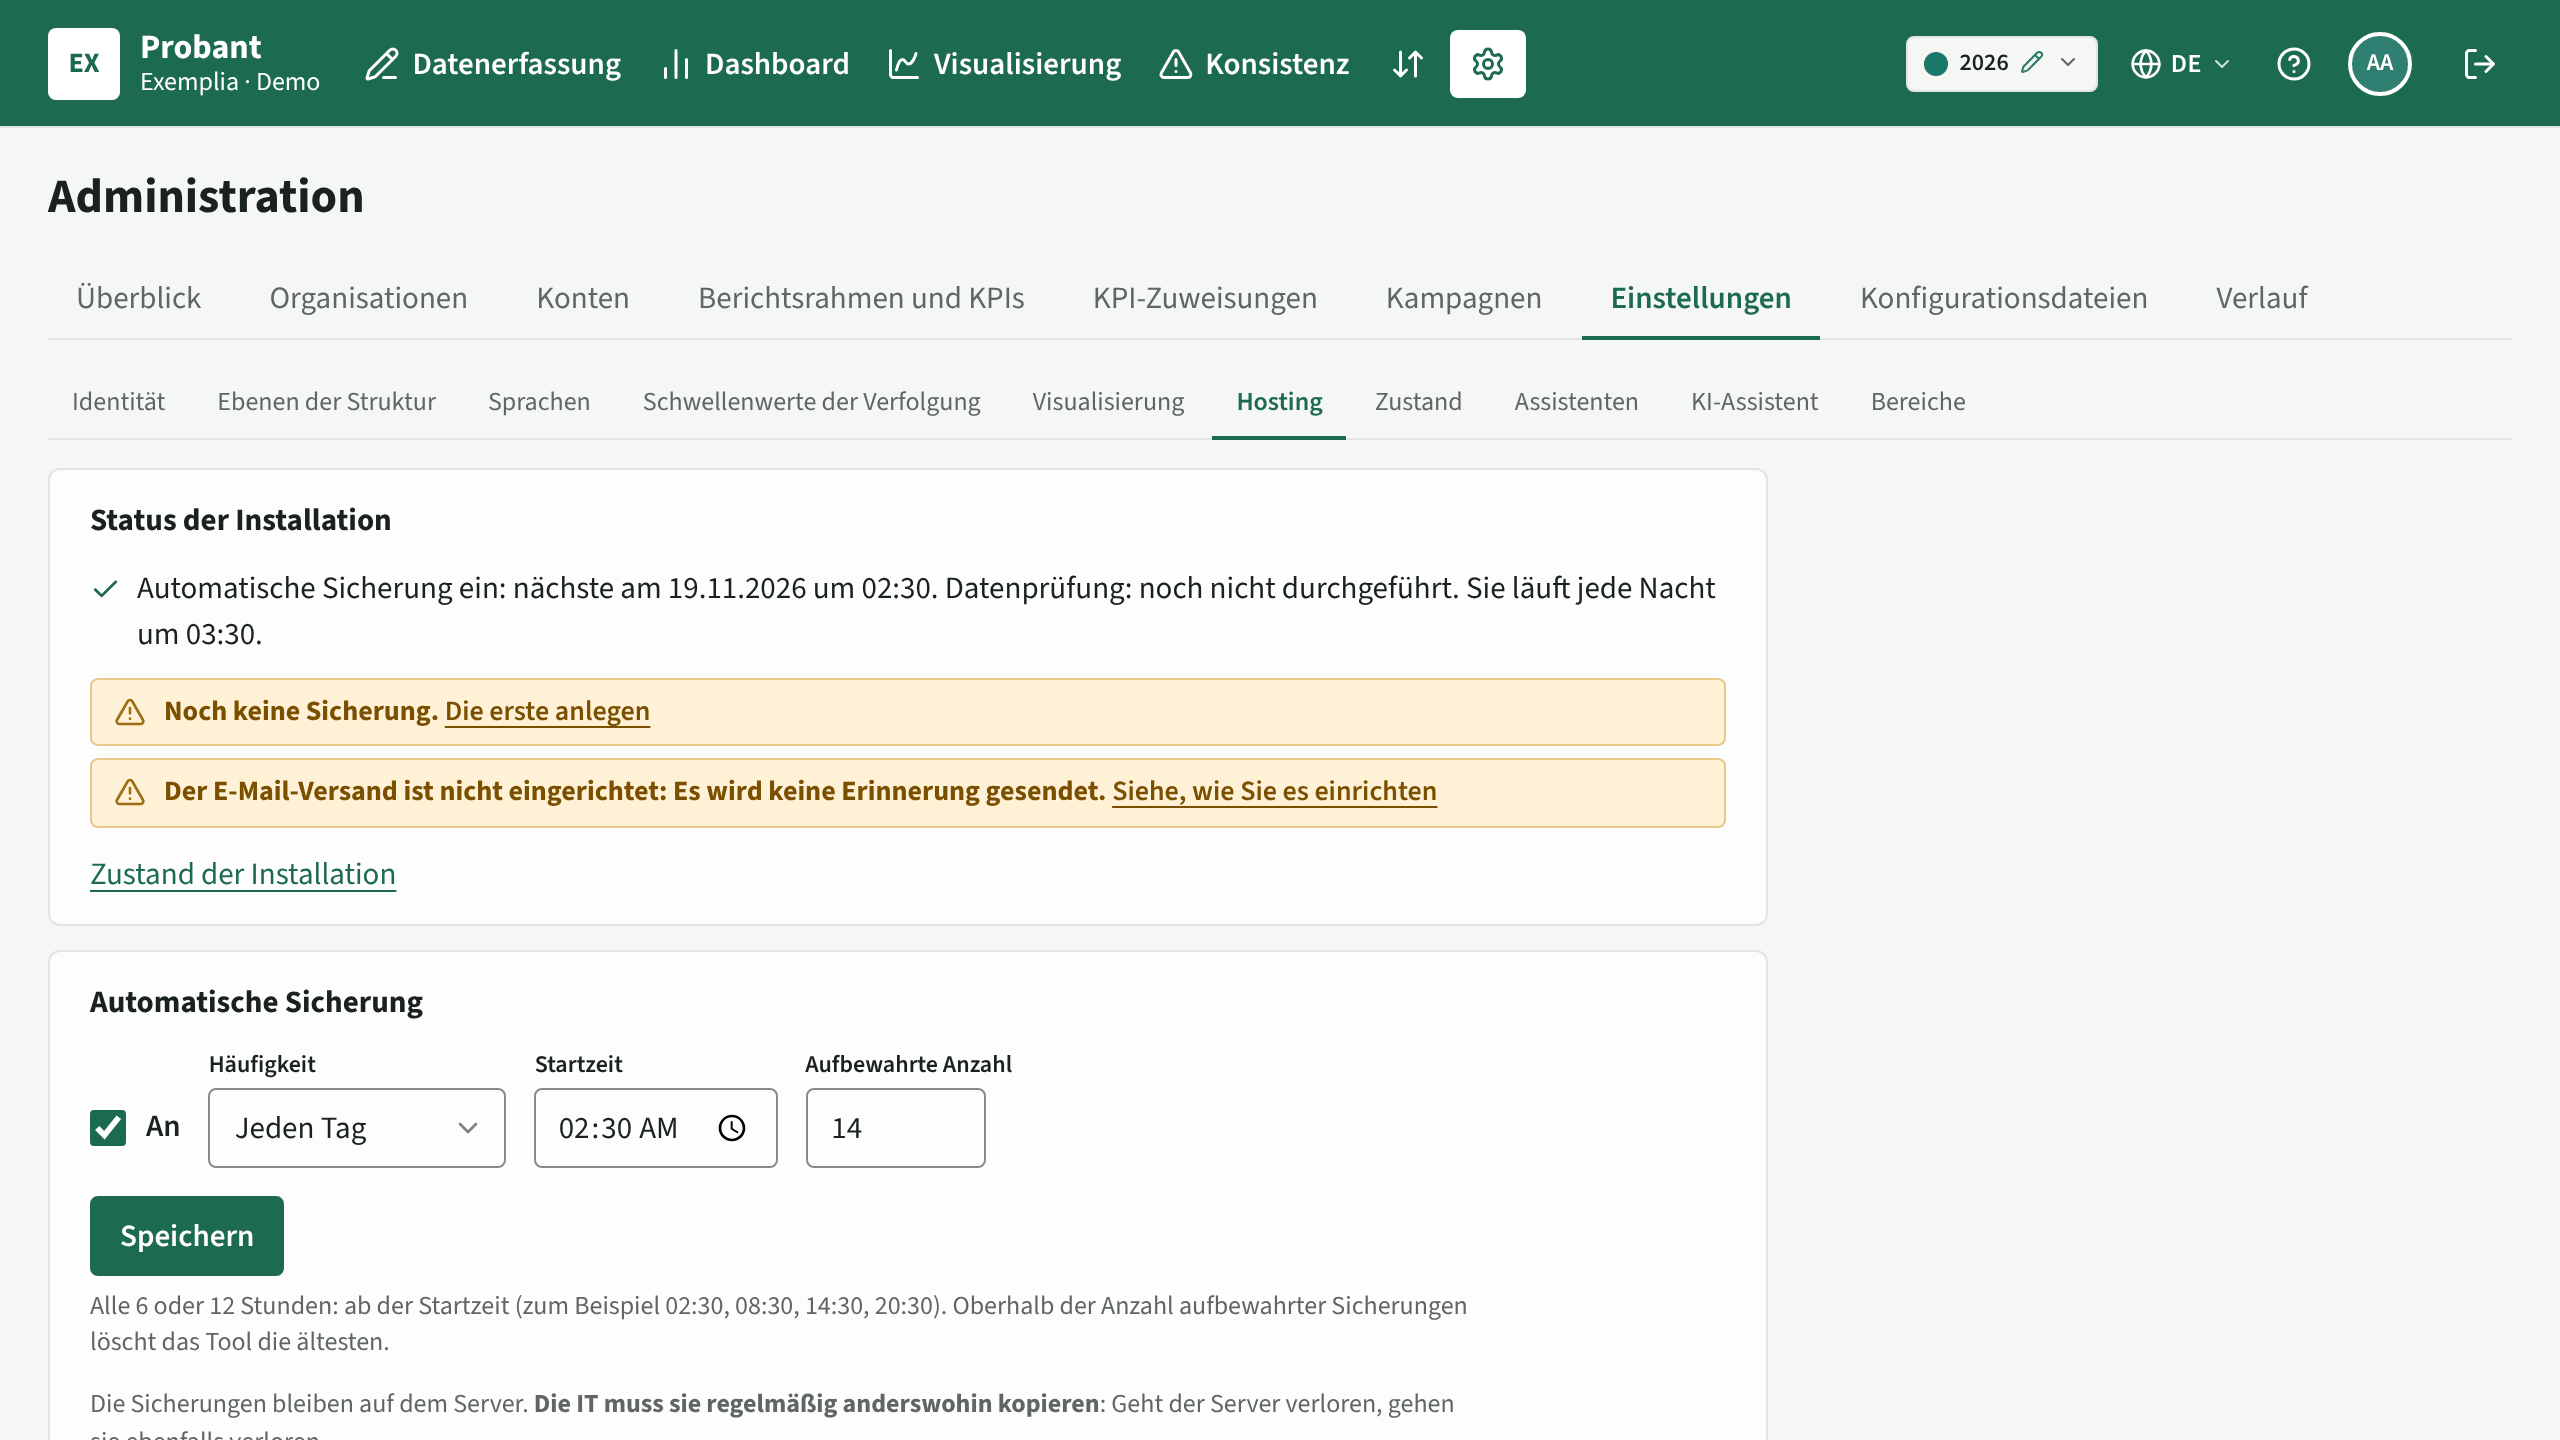 EX
Probant
Exemplia · Demo
Datenerfassung
Dashboard
Visualisierung
Konsistenz
2026
DE
AA
Administration
Überblick
Organisationen
Konten
Berichtsrahmen und KPIs
KPI-Zuweisungen
Kampagnen
Einstellungen
Konfigurationsdateien
Verlauf
Identität
Ebenen der Struktur
Sprachen
Schwellenwerte der Verfolgung
Visualisierung
Hosting
Zustand
Assistenten
KI-Assistent
Bereiche
Status der Installation
Automatische Sicherung ein: nächste am 19.11.2026 um 02:30. Datenprüfung: noch nicht durchgeführt. Sie läuft jede Nacht
um 03:30.
Noch keine Sicherung. Die erste anlegen
Der E-Mail-Versand ist nicht eingerichtet: Es wird keine Erinnerung gesendet. Siehe, wie Sie es einrichten
Zustand der Installation
Automatische Sicherung
An
Häufigkeit
Jeden Tag
Startzeit
02:30 AM
Aufbewahrte Anzahl
14
Speichern
Alle 6 oder 12 Stunden: ab der Startzeit (zum Beispiel 02:30, 08:30, 14:30, 20:30). Oberhalb der Anzahl aufbewahrter Sicherungen
löscht das Tool die ältesten.
Die Sicherungen bleiben auf dem Server. Die IT muss sie regelmäßig anderswohin kopieren: Geht der Server verloren, gehen
sie ebenfalls verloren.